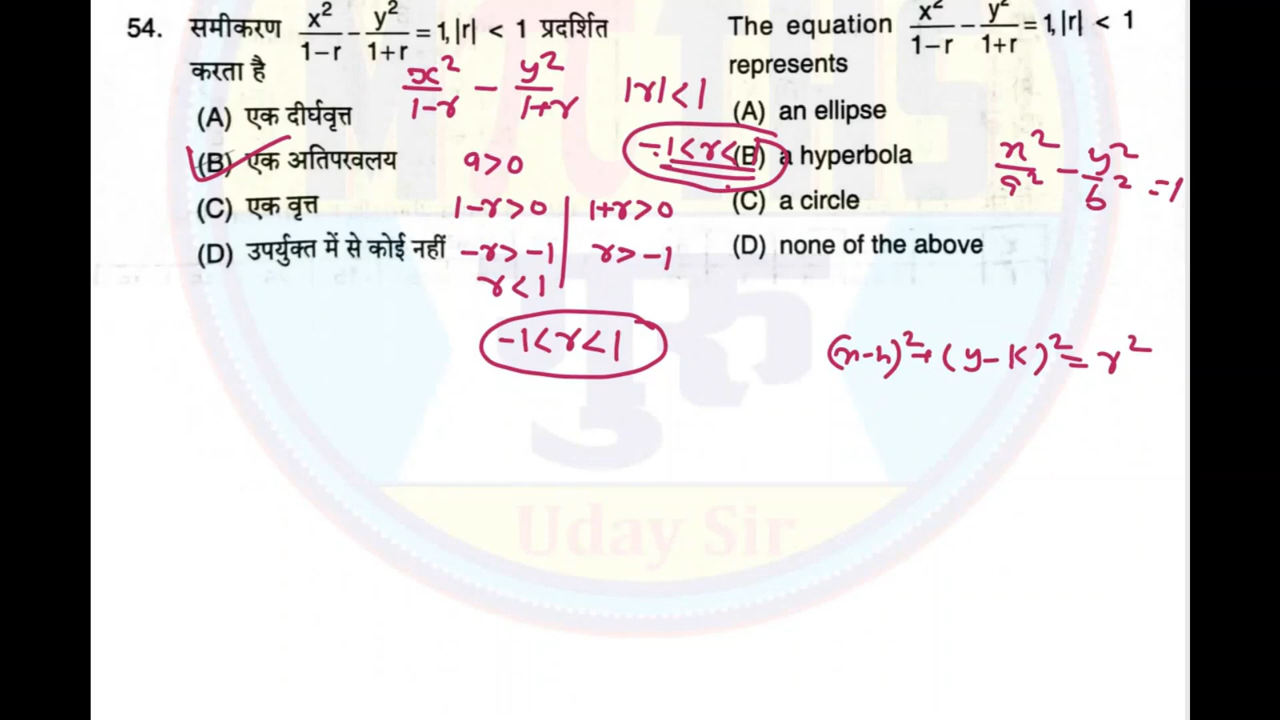 54. समीकरण x²/1−r − y²/1+r = 1, |r| < 1 प्रदर्शित
करता है
(A) एक दीर्घवृत्त
(B) एक अतिपरवलय
(C) एक वृत्त
(D) उपर्युक्त में से कोई नहीं
The equation x²/1−r − y²/1+r = 1, |r| < 1
represents
(A) an ellipse
(B) a hyperbola
(C) a circle
(D) none of the above
x²/1−r − y²/1+r
|r|<1
−1<r<1
a>0
1−r>0 | 1+r>0
−r>−1 | r>−1
r<1
−1<r<1
x²/a² − y²/b² =1
(x−h)²+(y−k)²=r²
गुरु
Uday Sir